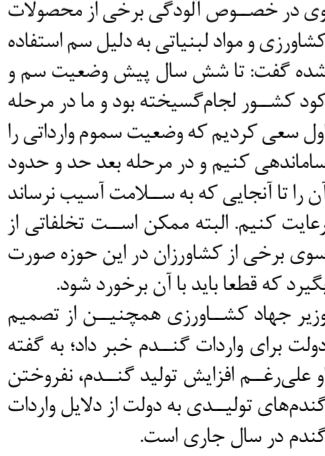 وی در خصوص آلودگی برخی از محصولات
کشاورزی و مواد لبنیاتی به دلیل سم استفاده
شده گفت: تا شش سال پیش وضعیت سم و
کود کشور لجام‌گسیخته بود و ما در مرحله
اول سعی کردیم که وضعیت سموم وارداتی را
ساماندهی کنیم و در مرحله بعد حد و حدود
آن را تا آنجایی که به سلامت آسیب نرساند
رعایت کنیم. البته ممکن است تخلفاتی از
سوی برخی از کشاورزان در این حوزه صورت
بگیرد که قطعا باید با آن برخورد شود.
وزیر جهاد کشاورزی همچنین از تصمیم
دولت برای واردات گندم خبر داد؛ به گفته
او علی‌رغم افزایش تولید گندم، نفروختن
گندم‌های تولیدی به دولت از دلایل واردات
گندم در سال جاری است.